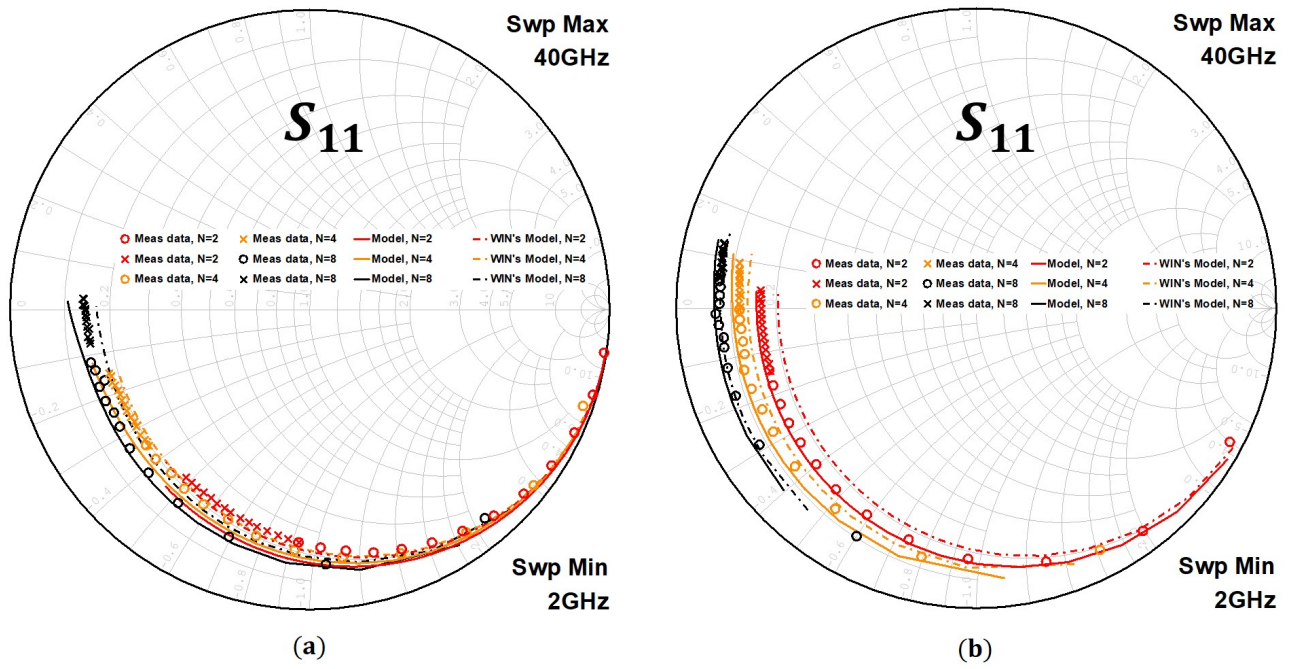 Swp Max
40GHz
S11
Meas data, N=2
Meas data, N=4
Model, N=2
WIN's Model, N=2
Meas data, N=2
Meas data, N=8
Model, N=4
WIN's Model, N=4
Meas data, N=4
Meas data, N=8
Model, N=8
WIN's Model, N=8
Swp Min
2GHz
(a)
Swp Max
40GHz
S11
Meas data, N=2
Meas data, N=4
Model, N=2
WIN's Model, N=2
Meas data, N=2
Meas data, N=8
Model, N=4
WIN's Model, N=4
Meas data, N=4
Meas data, N=8
Model, N=8
WIN's Model, N=8
Swp Min
2GHz
(b)